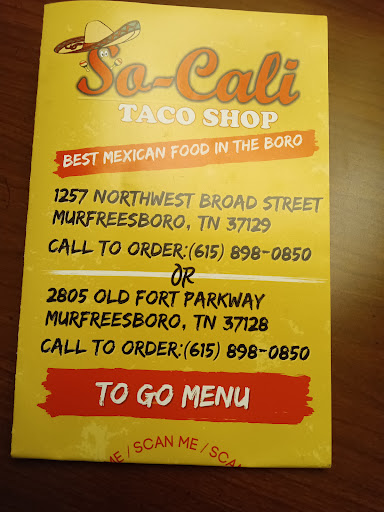 So-Cali
TACO SHOP
BEST MEXICAN FOOD IN THE BORO
1257 NORTHWEST BROAD STREET
MURFREESBORO, TN 37129
CALL TO ORDER:(615) 898-0850
OR
2805 OLD FORT PARKWAY
MURFREESBORO, TN 37128
CALL TO ORDER:(615) 898-0850
TO GO MENU
ME / SCAN ME / SCA